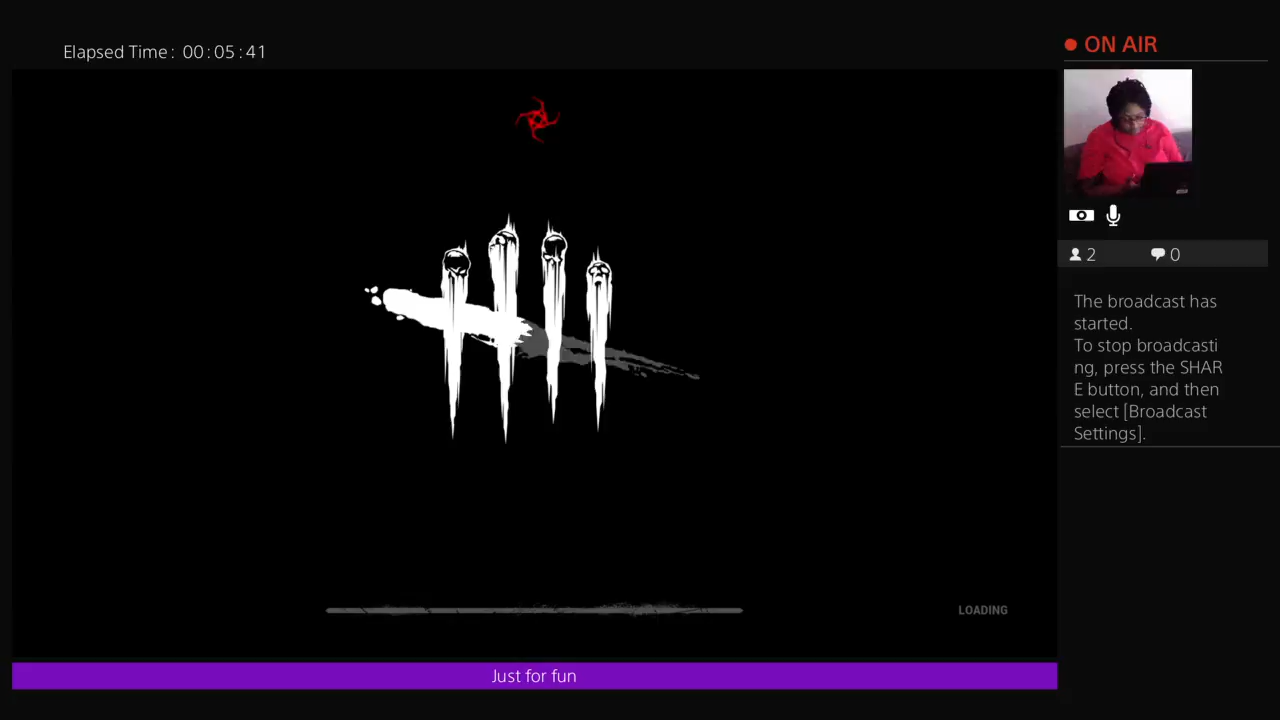 Elapsed Time: 00:05:41
ON AIR
2
0
The broadcast has
started.
To stop broadcasti
ng, press the SHAR
E button, and then
select [Broadcast
Settings].
LOADING
Just for fun